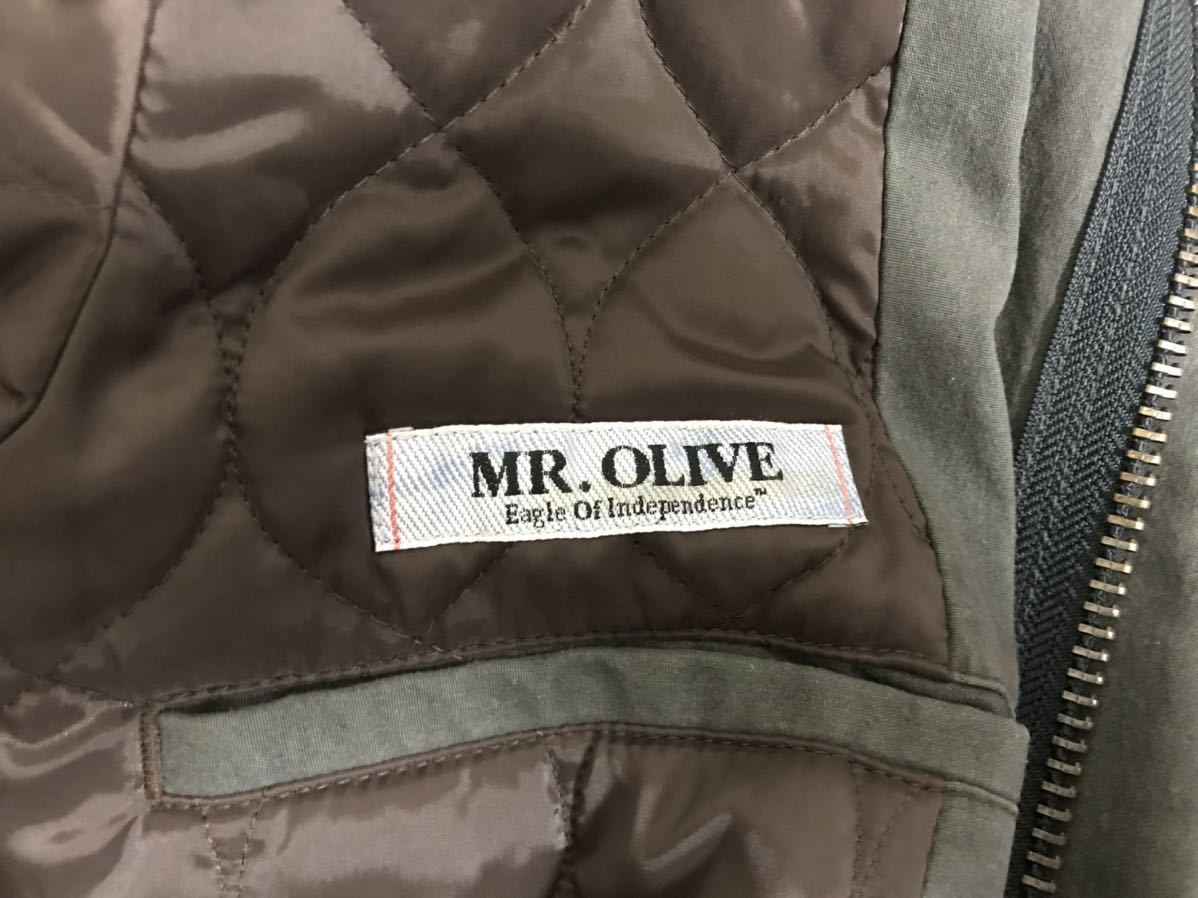 MR. OLIVE
Eagle Of Independence™